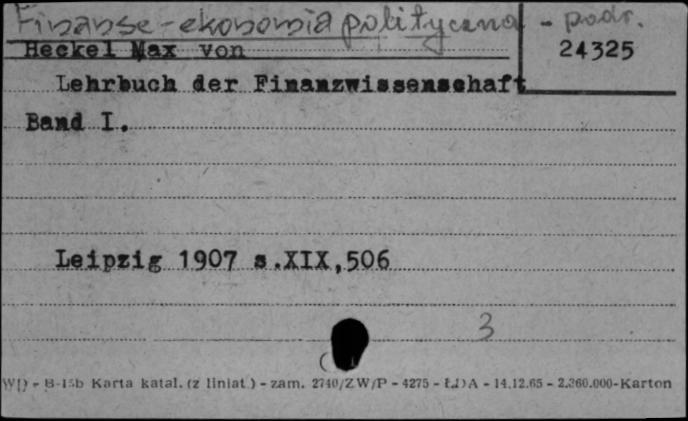 Finanse - ekonomia polityczna - podr.
Heckel Max von
24325
Lehrbuch der Finanzwissenschaft
Band I.
Leipzig 1907 s.XIX,506
3
WD - B-15b Karta katal. (z liniat.) - zam. 2740/ZW/P - 4275 - ŁDA - 14.12.65 - 2.360.000 - Karton